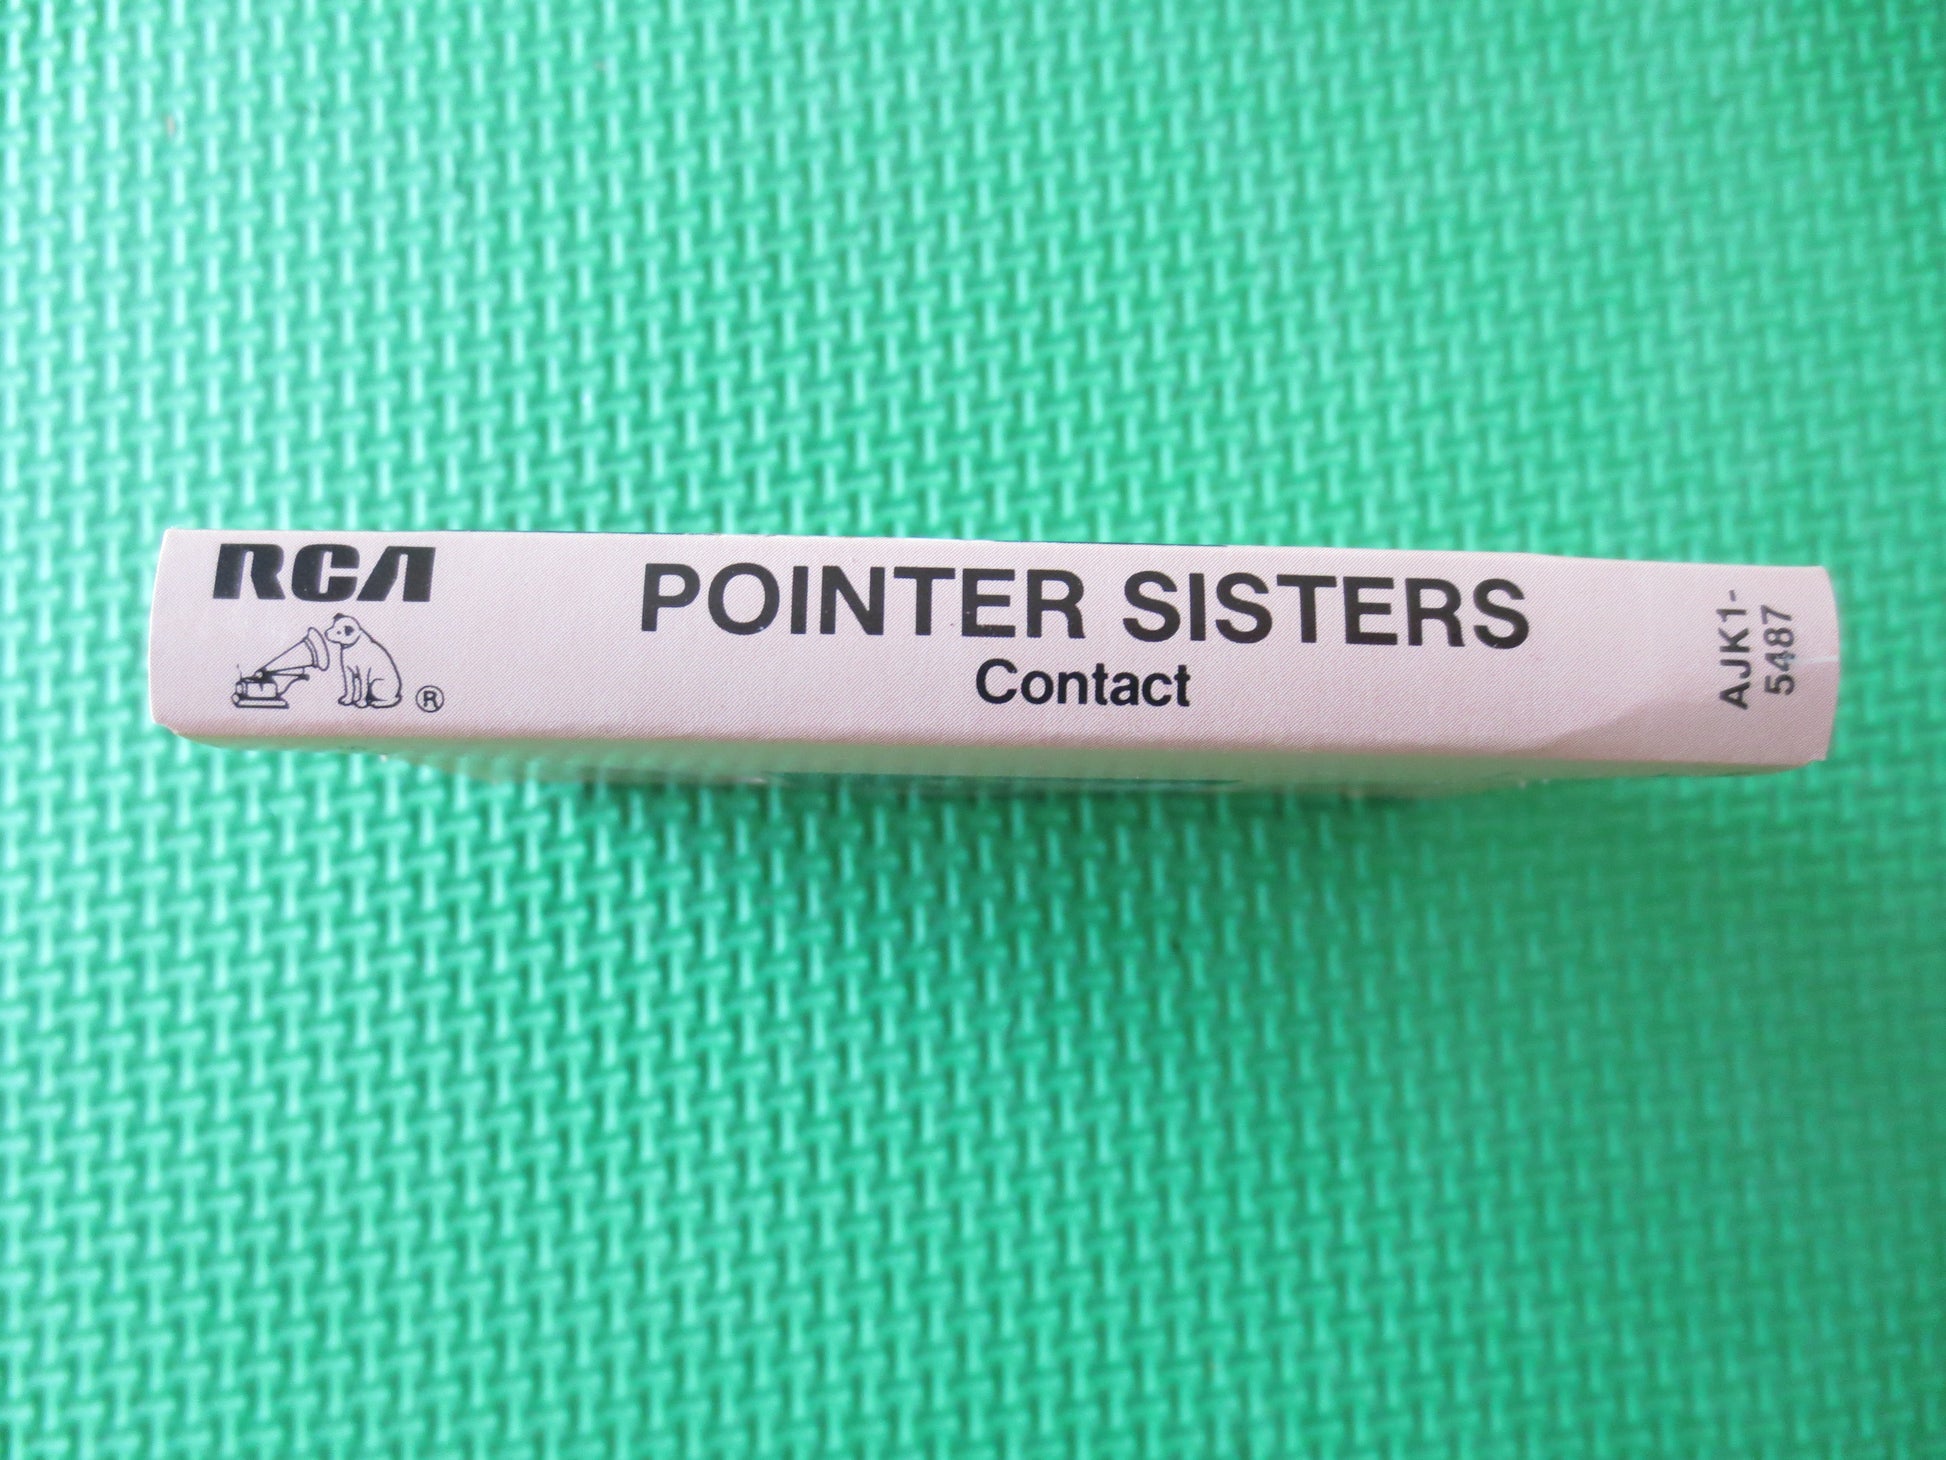 RCA
®
POINTER SISTERS
Contact
AJK1-
5487